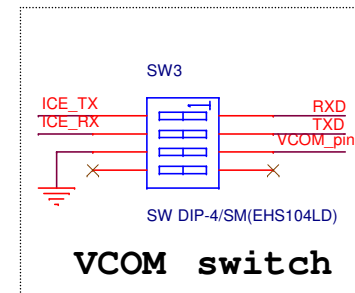 SW3
ICE_TX
RXD
ICE_RX
TXD
VCOM_pin
SW DIP-4/SM(EHS104LD)
VCOM switch